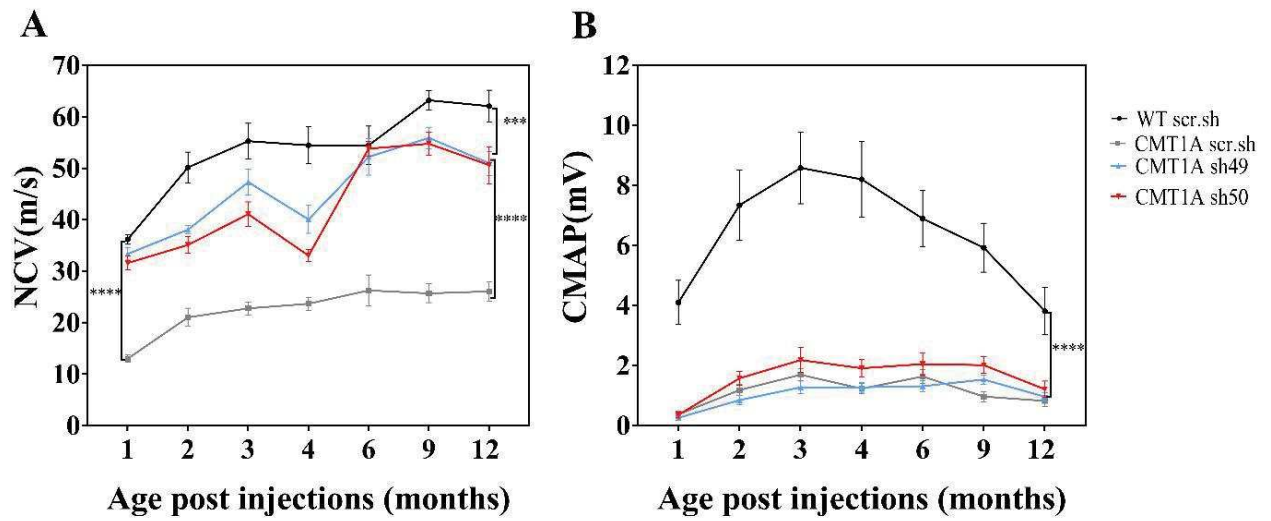 A
NCV(m/s)
70
60
50
40
30
20
10
0
1 2 3 4 6 9 12
Age post injections (months)
****
***
****
B
CMAP(mV)
12
10
8
6
4
2
0
1 2 3 4 6 9 12
Age post injections (months)
****
WT scr.sh
CMT1A scr.sh
CMT1A sh49
CMT1A sh50